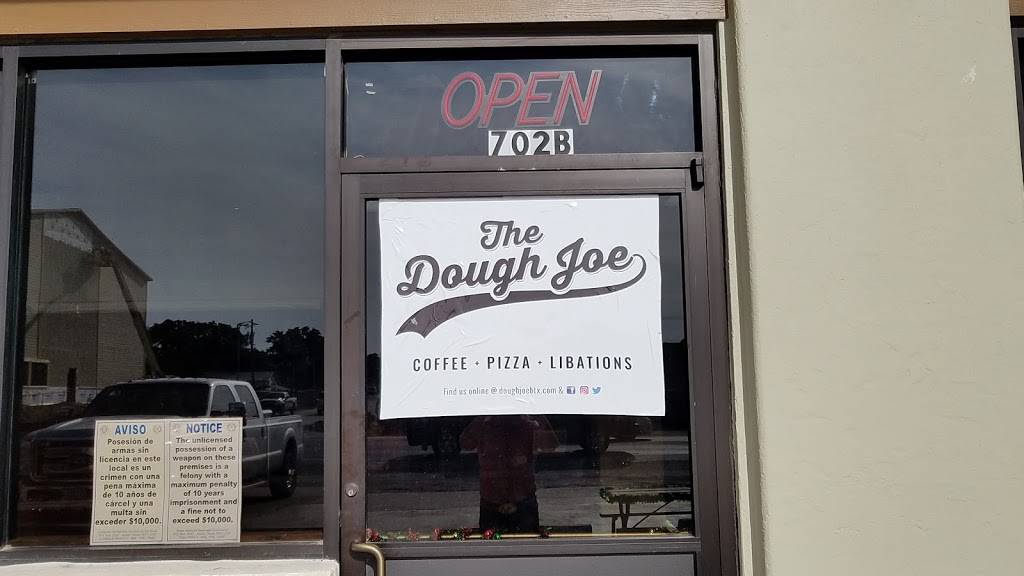 OPEN
702B
The
Dough Joe
COFFEE + PIZZA + LIBATIONS
Find us online @ doughjoebtx.com &
AVISO
Posesión de
armas sin
licencia en este
local es un
crimen con una
pena máxima
de 10 años de
cárcel y una
multa sin
exceder $10,000.
NOTICE
The unlicensed
possession of a
weapon on these
premises is a
felony with a
maximum penalty
of 10 years
imprisonment and
a fine not to
exceed $10,000.